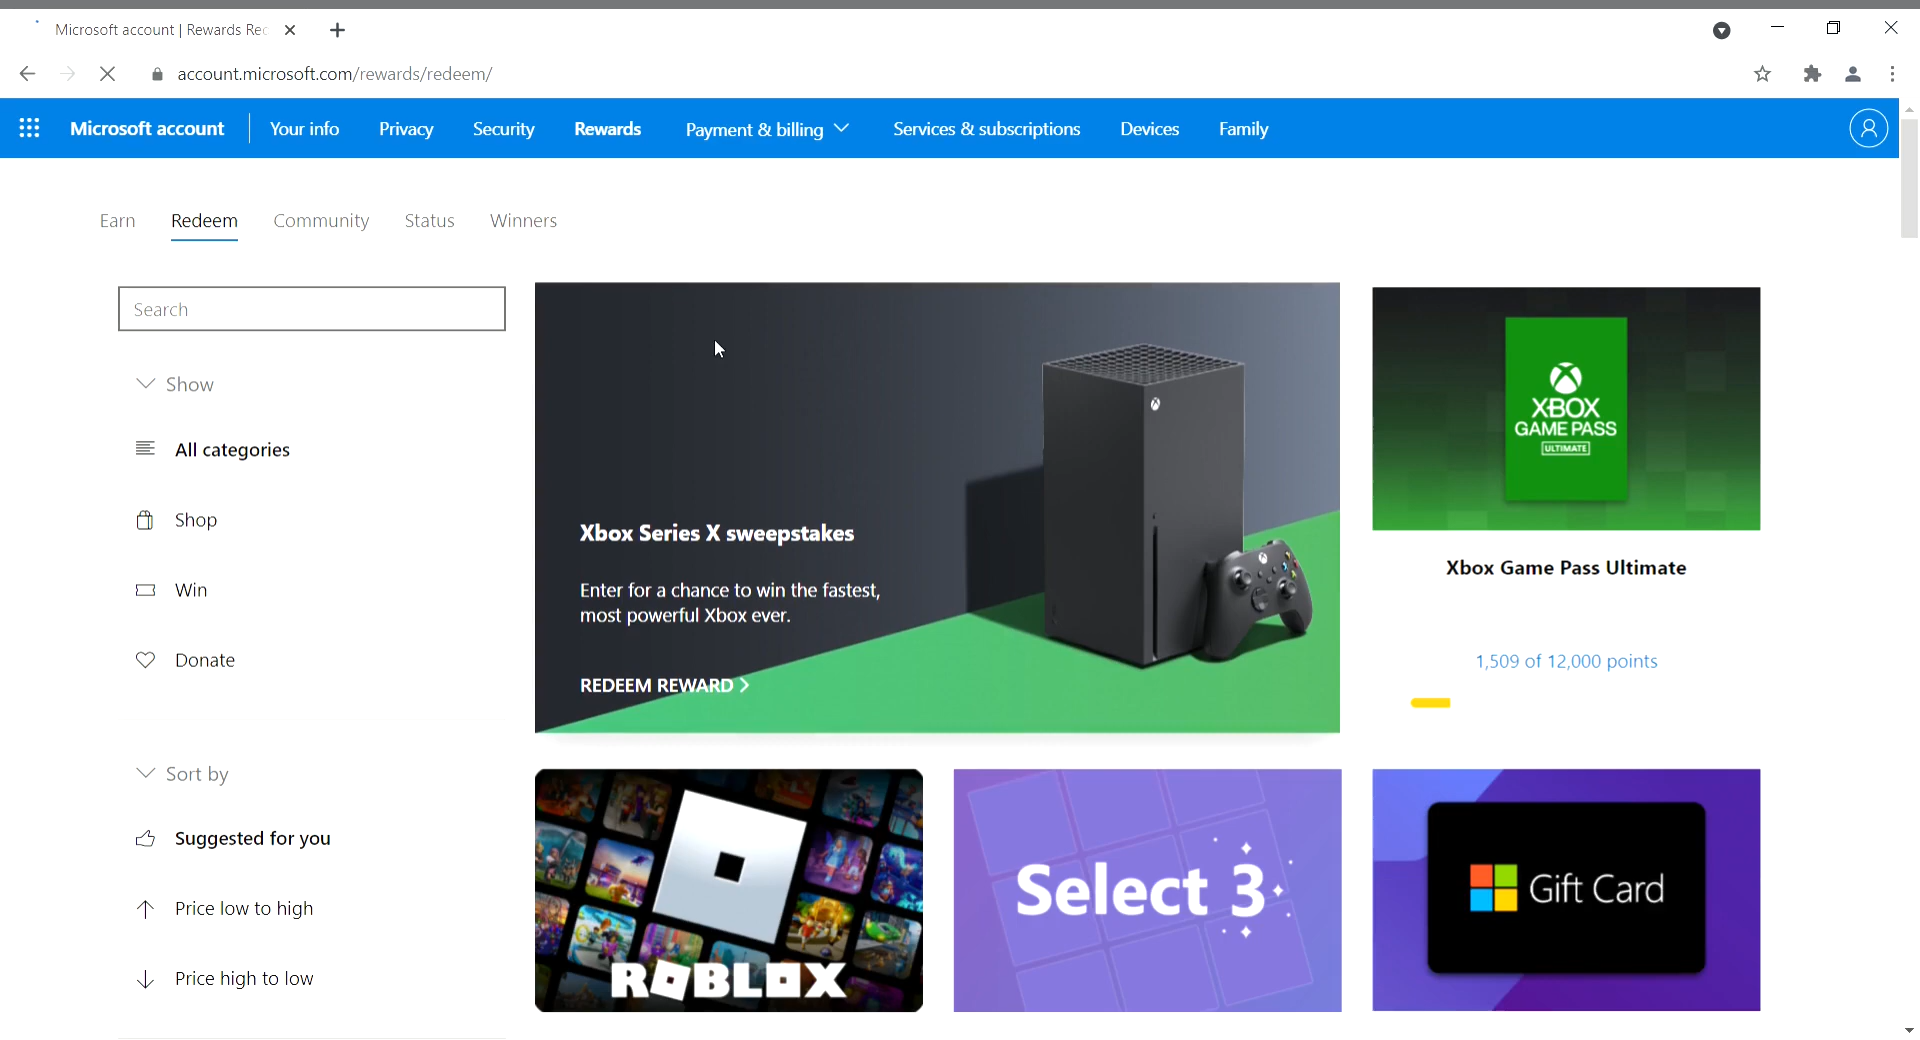 Microsoft account | Rewards Rec
account.microsoft.com/rewards/redeem/
Microsoft account
Your info
Privacy
Security
Rewards
Payment & billing
Services & subscriptions
Devices
Family
Earn
Redeem
Community
Status
Winners
Search
Show
All categories
Shop
Win
Donate
Sort by
Suggested for you
Price low to high
Price high to low
Xbox Series X sweepstakes
Enter for a chance to win the fastest,
most powerful Xbox ever.
REDEEM REWARD >
XBOX
GAME PASS
ULTIMATE
Xbox Game Pass Ultimate
1,509 of 12,000 points
ROBLOX
Select 3
Gift Card